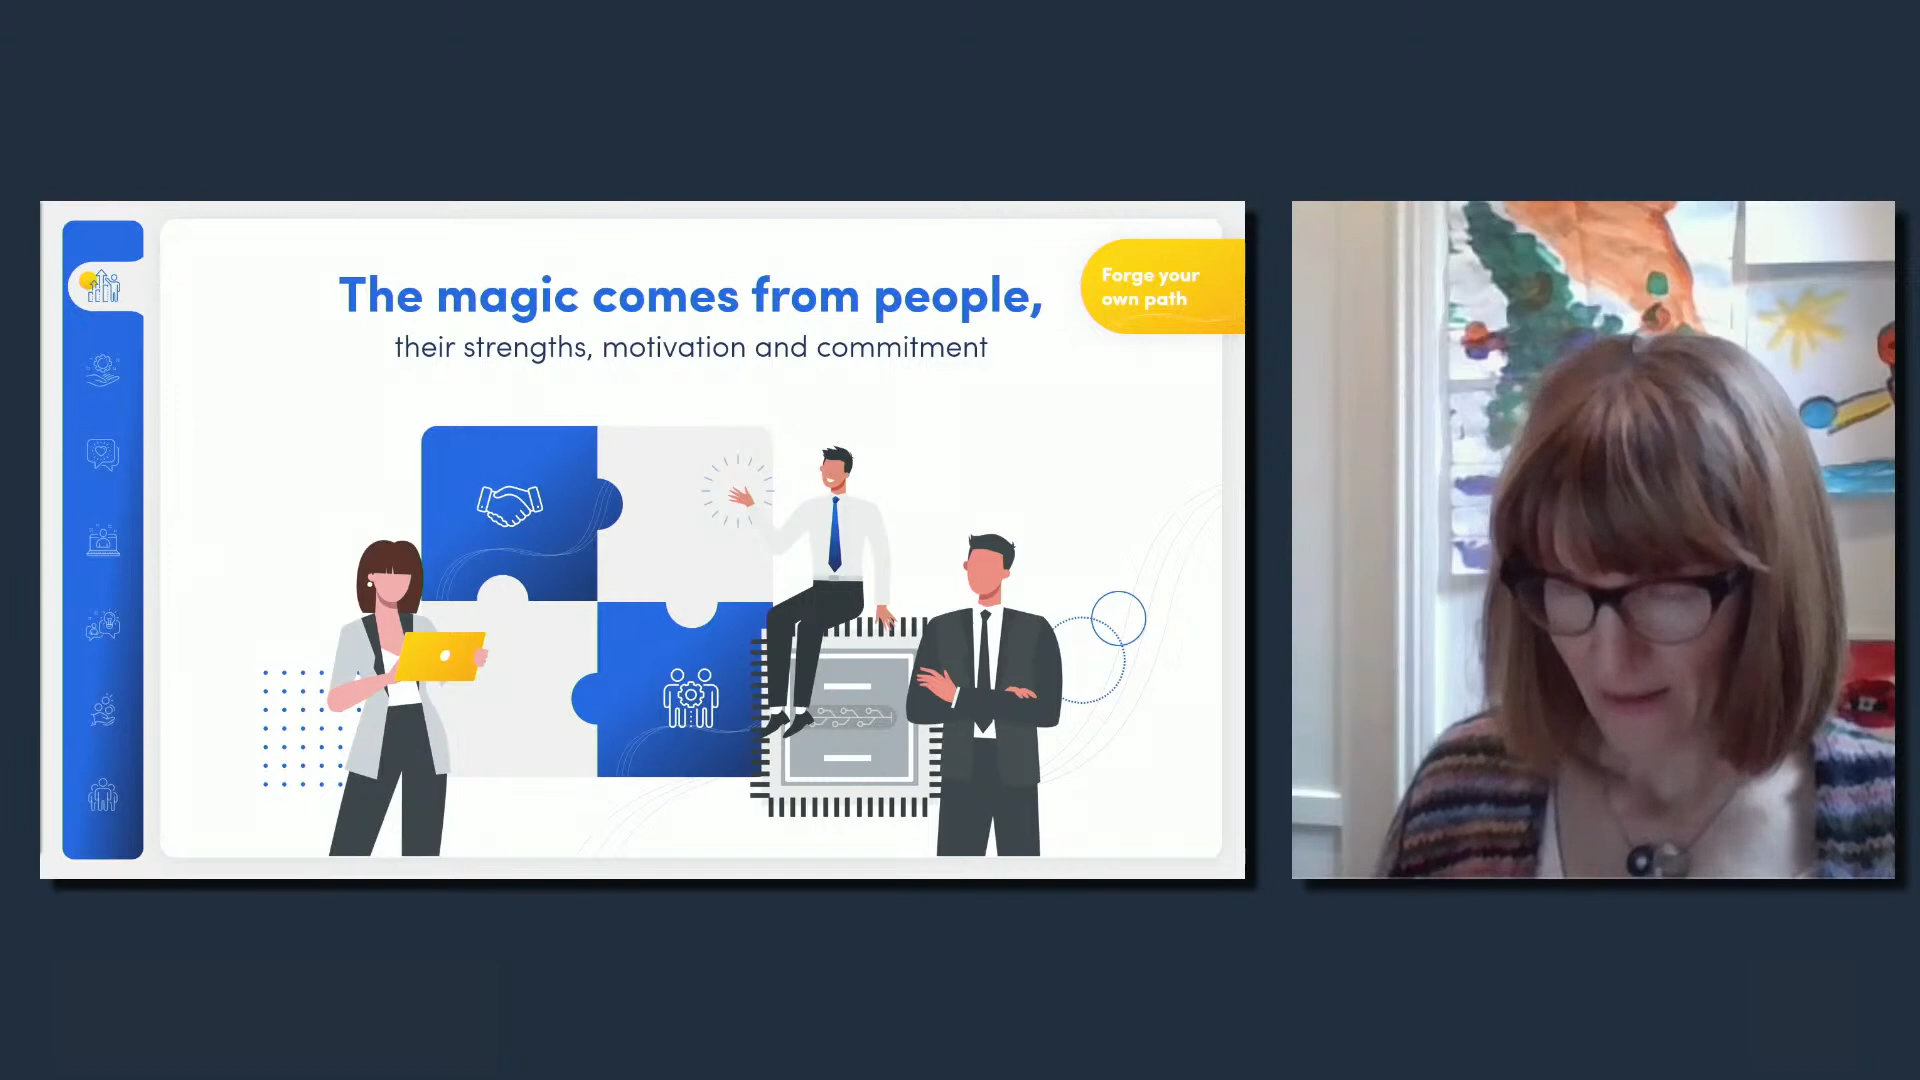 The magic comes from people,
their strengths, motivation and commitment
Forge your
own path